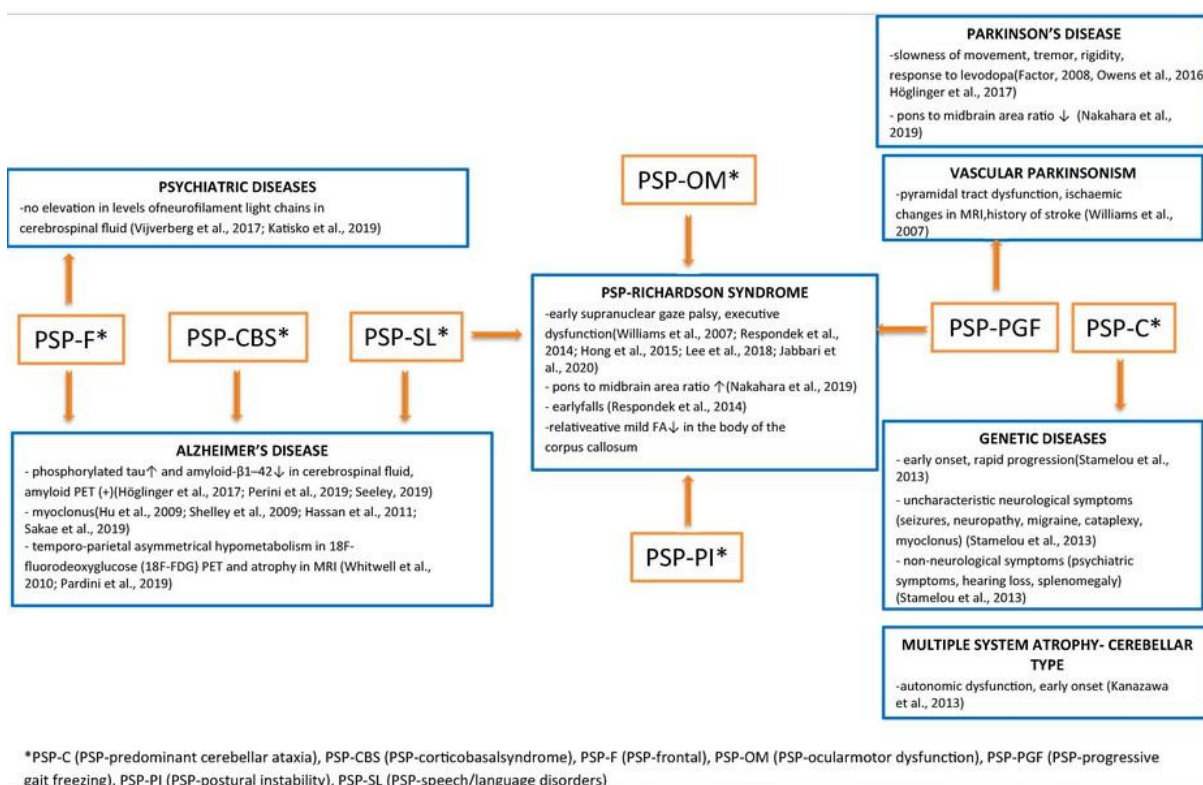 PARKINSON'S DISEASE
-slowness of movement, tremor, rigidity,
response to levodopa(Factor, 2008, Owens et al., 2016
Höglinger et al., 2017)
- pons to midbrain area ratio ↓ (Nakahara et al.,
2019)
PSYCHIATRIC DISEASES
-no elevation in levels ofneurofilament light chains in
cerebrospinal fluid (Vijverberg et al., 2017; Katisko et al., 2019)
PSP-OM*
VASCULAR PARKINSONISM
-pyramidal tract dysfunction, ischaemic
changes in MRI,history of stroke (Williams et al.,
2007)
PSP-F*
PSP-CBS*
PSP-SL*
PSP-RICHARDSON SYNDROME
-early supranuclear gaze palsy, executive
dysfunction(Williams et al., 2007; Respondek et al.,
2014; Hong et al., 2015; Lee et al., 2018; Jabbari et
al., 2020)
- pons to midbrain area ratio ↑(Nakahara et al., 2019)
- earlyfalls (Respondek et al., 2014)
-relativeative mild FA↓ in the body of the
corpus callosum
PSP-PGF
PSP-C*
ALZHEIMER'S DISEASE
- phosphorylated tau↑ and amyloid-β1–42↓ in cerebrospinal fluid,
amyloid PET (+)(Höglinger et al., 2017; Perini et al., 2019; Seeley, 2019)
- myoclonus(Hu et al., 2009; Shelley et al., 2009; Hassan et al., 2011;
Sakae et al., 2019)
- temporo-parietal asymmetrical hypometabolism in 18F-
fluorodeoxyglucose (18F-FDG) PET and atrophy in MRI (Whitwell et al.,
2010; Pardini et al., 2019)
PSP-PI*
GENETIC DISEASES
- early onset, rapid progression(Stamelou et al.,
2013)
- uncharacteristic neurological symptoms
(seizures, neuropathy, migraine, cataplexy,
myoclonus) (Stamelou et al., 2013)
- non-neurological symptoms (psychiatric
symptoms, hearing loss, splenomegaly)
(Stamelou et al., 2013)
MULTIPLE SYSTEM ATROPHY- CEREBELLAR
TYPE
-autonomic dysfunction, early onset (Kanazawa
et al., 2013)
*PSP-C (PSP-predominant cerebellar ataxia), PSP-CBS (PSP-corticobasalsyndrome), PSP-F (PSP-frontal), PSP-OM (PSP-ocularmotor dysfunction), PSP-PGF (PSP-progressive
gait freezing), PSP-PI (PSP-postural instability), PSP-SL (PSP-speech/language disorders)